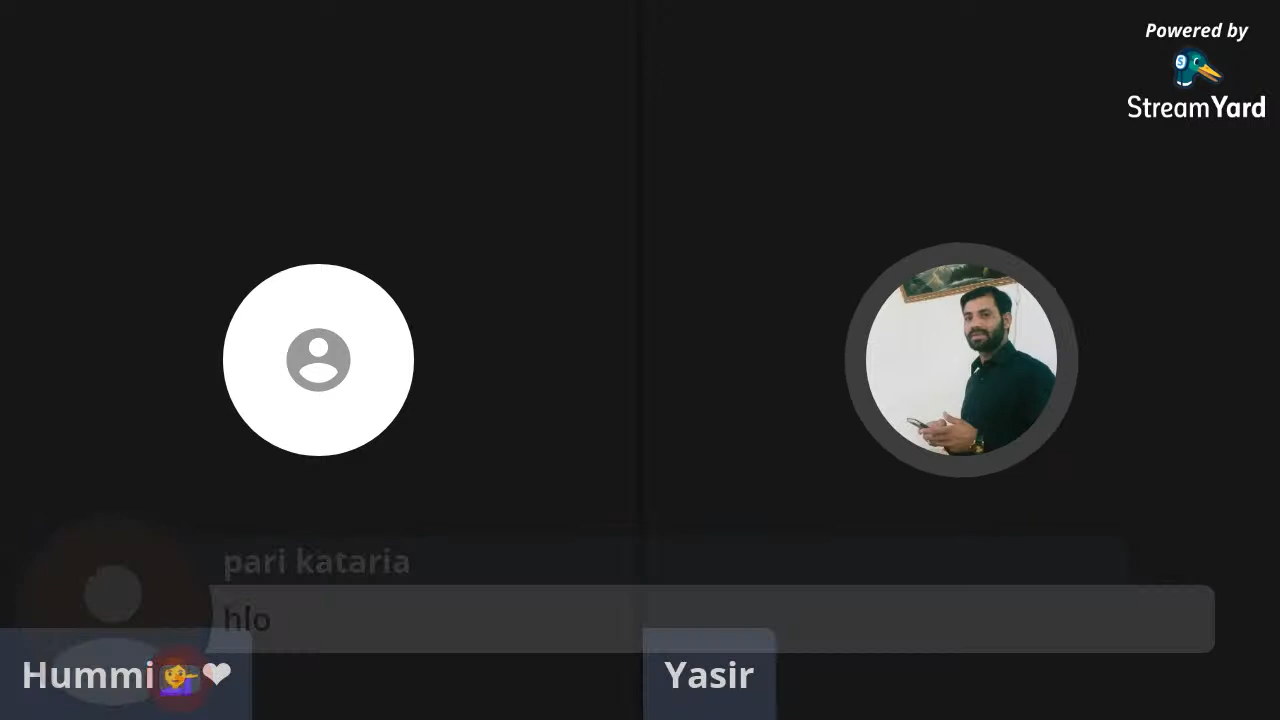 Powered by
StreamYard
pari kataria
hlo
Hummi💁❤
Yasir